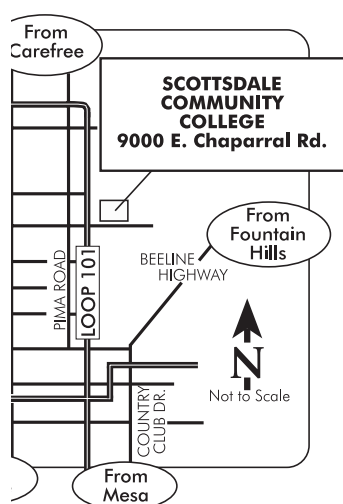 From
Carefree
SCOTTSDALE
COMMUNITY
COLLEGE
9000 E. Chaparral Rd.
From
Fountain
Hills
BEELINE
HIGHWAY
PIMA ROAD
LOOP 101
N
Not to Scale
COUNTRY
CLUB DR.
From
Mesa